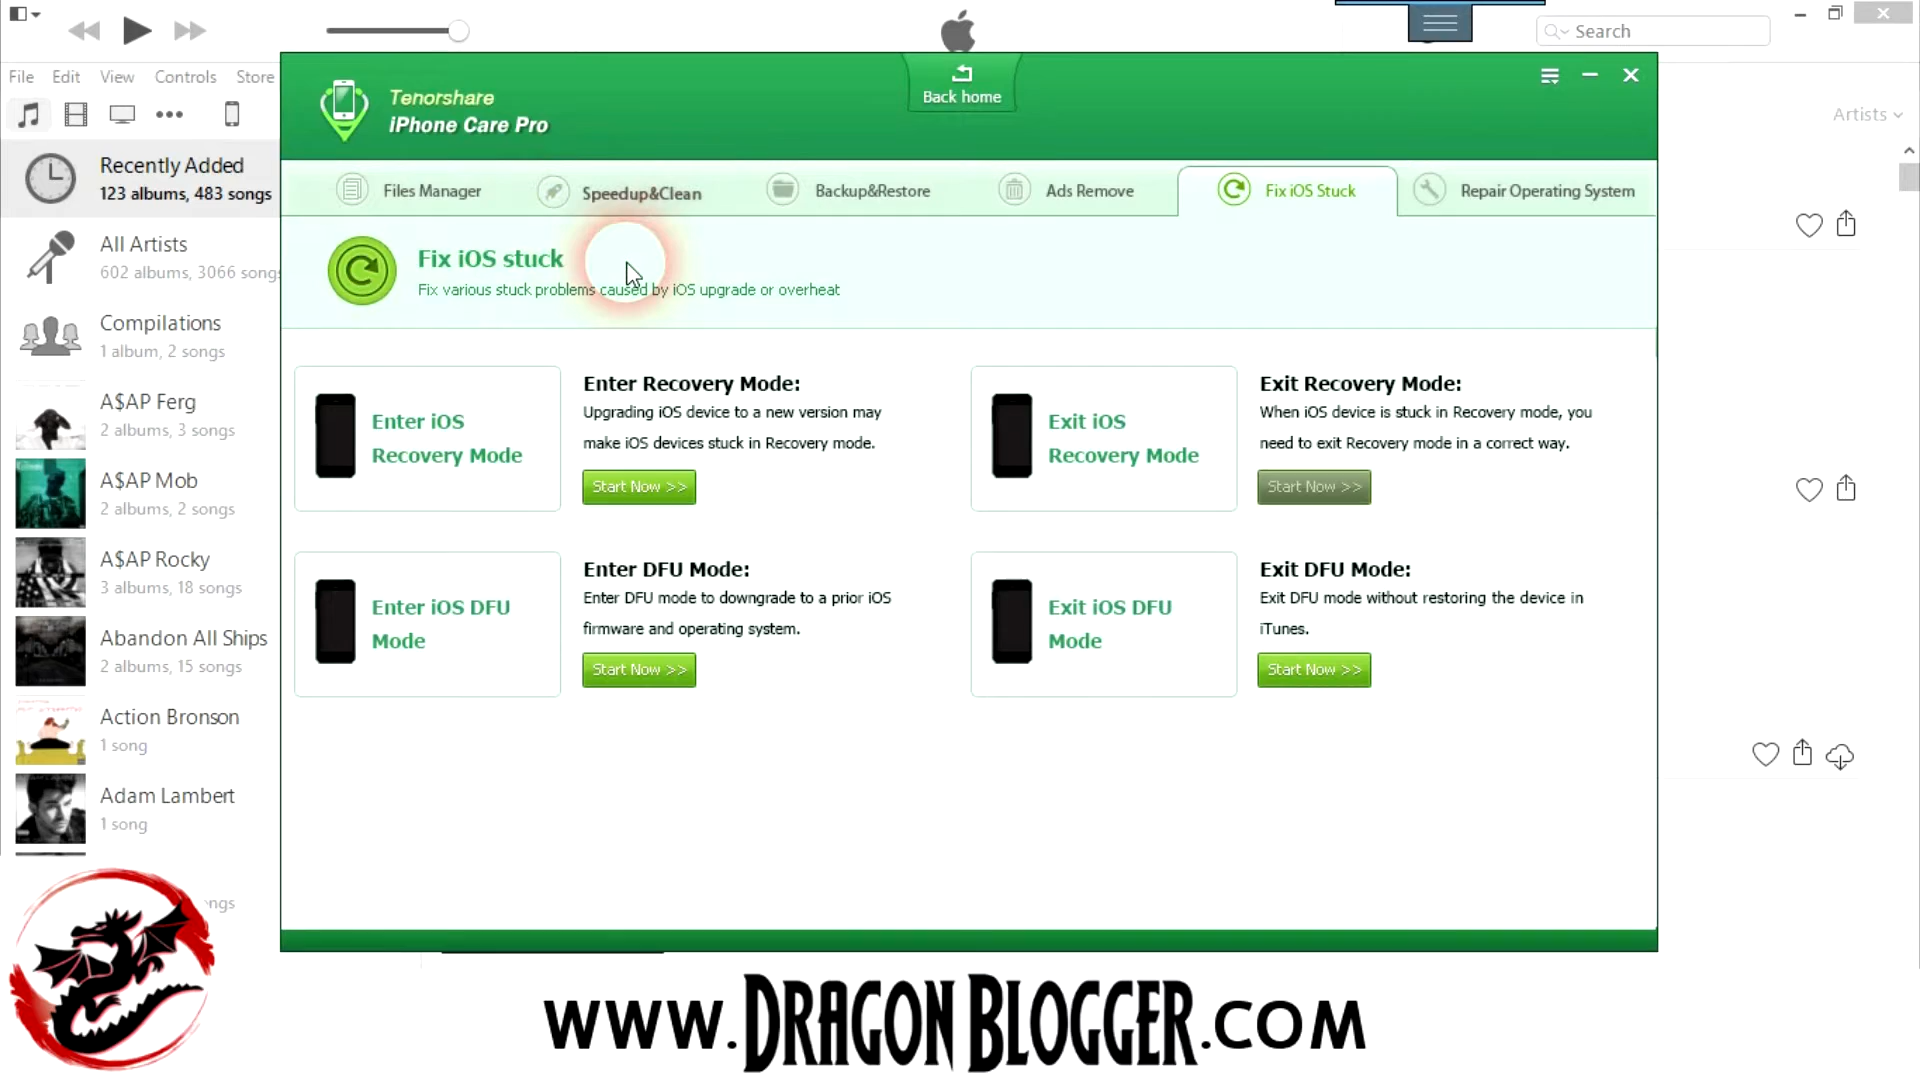 Search
File Edit View Controls Store
Artists
Recently Added
123 albums, 483 songs
All Artists
602 albums, 3066 song
Compilations
1 album, 2 songs
A$AP Ferg
2 albums, 3 songs
A$AP Mob
2 albums, 2 songs
A$AP Rocky
3 albums, 18 songs
Abandon All Ships
2 albums, 15 songs
Action Bronson
1 song
Adam Lambert
1 song
ngs
Tenorshare
iPhone Care Pro
Back home
Files Manager
Speedup&Clean
Backup&Restore
Ads Remove
Fix iOS Stuck
Repair Operating System
Fix iOS stuck
Fix various stuck problems caused by iOS upgrade or overheat
Enter iOS
Recovery Mode
Enter Recovery Mode:
Upgrading iOS device to a new version may
make iOS devices stuck in Recovery mode.
Start Now >>
Exit iOS
Recovery Mode
Exit Recovery Mode:
When iOS device is stuck in Recovery mode, you
need to exit Recovery mode in a correct way.
Start Now >>
Enter iOS DFU
Mode
Enter DFU Mode:
Enter DFU mode to downgrade to a prior iOS
firmware and operating system.
Start Now >>
Exit iOS DFU
Mode
Exit DFU Mode:
Exit DFU mode without restoring the device in
iTunes.
Start Now >>
WWW.DRAGONBLOGGER.COM